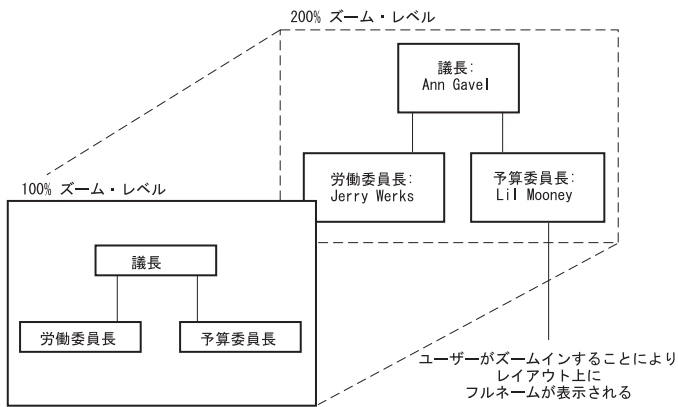 200% ズーム・レベル
議長:
Ann Gavel
労働委員長:
Jerry Werks
予算委員長:
Lil Mooney
100% ズーム・レベル
議長
労働委員長
予算委員長
ユーザーがズームインすることにより
レイアウト上に
フルネームが表示される